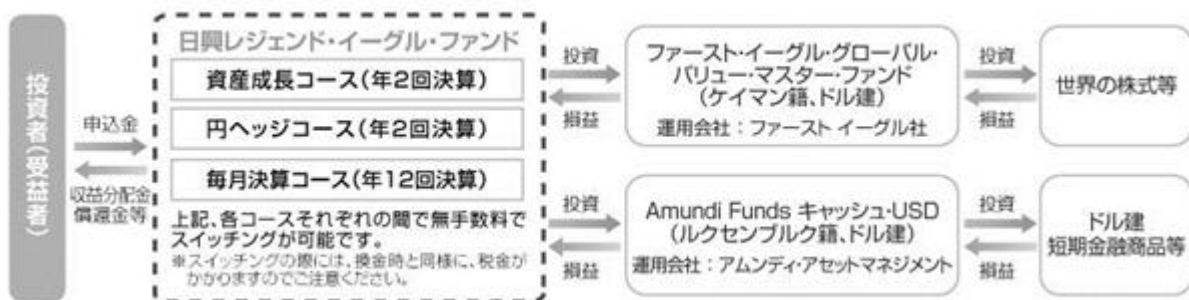 投資者(受益者)
申込金
収益分配金
償還金等
日興レジェンド・イーグル・ファンド
資産成長コース(年2回決算)
円ヘッジコース(年2回決算)
毎月決算コース(年12回決算)
上記、各コースそれぞれの間で無手数料で
スイッチングが可能です。
※スイッチングの際には、換金時と同様に、税金が
かかりますのでご注意ください。
投資
損益
ファースト・イーグル・グローバル・
バリュー・マスター・ファンド
(ケイマン籍、ドル建)
運用会社：ファースト イーグル社
投資
損益
世界の株式等
投資
損益
Amundi Funds キャッシュ・USD
(ルクセンブルク籍、ドル建)
運用会社：アムンディ・アセットマネジメント
投資
損益
ドル建
短期金融商品等